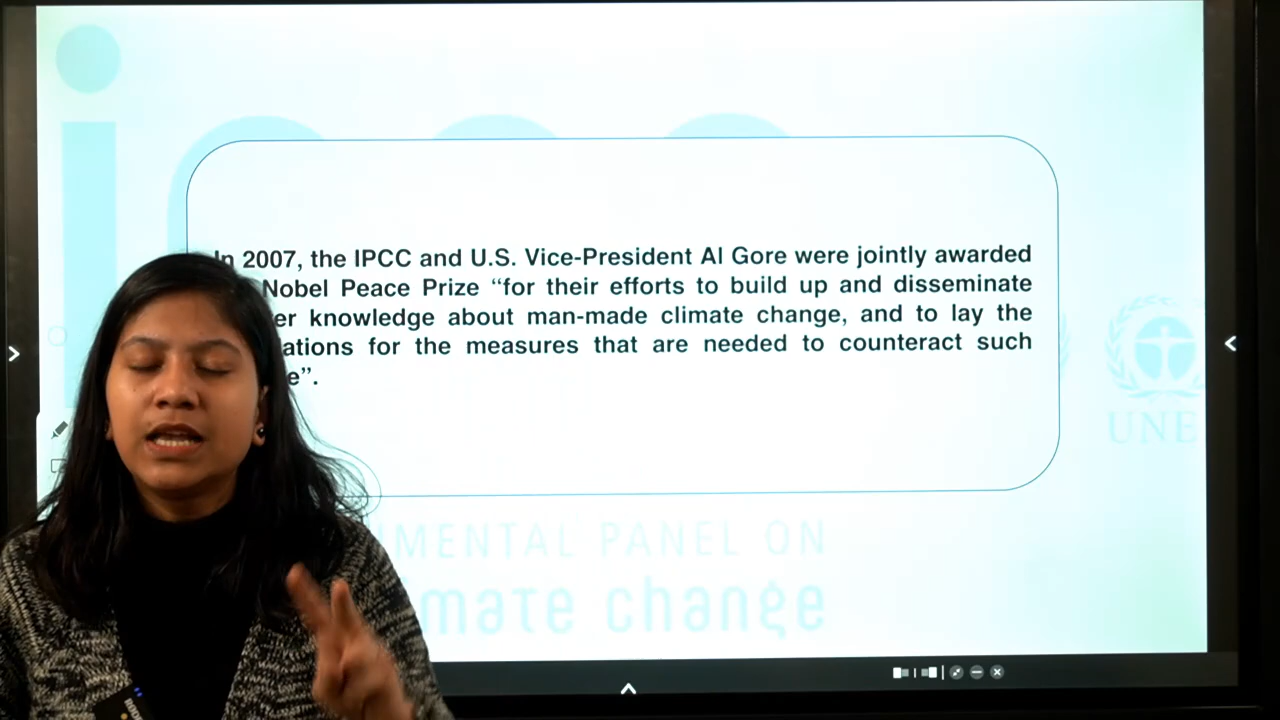 ipcc
In 2007, the IPCC and U.S. Vice-President Al Gore were jointly awarded
Nobel Peace Prize “for their efforts to build up and disseminate
er knowledge about man-made climate change, and to lay the
ations for the measures that are needed to counteract such
e”.
UNE
NMENTAL PANEL ON
mate change